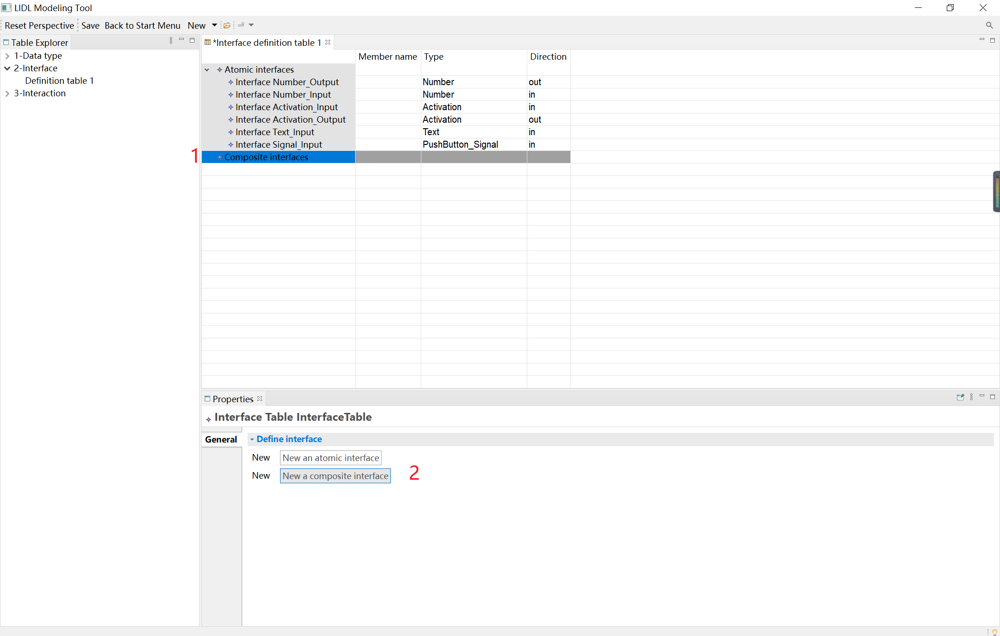 LIDL Modeling Tool
Reset Perspective Save Back to Start Menu New
Table Explorer
1-Data type
2-Interface
Definition table 1
3-Interaction
*Interface definition table 1
Member name Type Direction
Atomic interfaces
Interface Number_Output Number out
Interface Number_Input Number in
Interface Activation_Input Activation in
Interface Activation_Output Activation out
Interface Text_Input Text in
Interface Signal_Input PushButton_Signal in
1 Composite interfaces
Properties
Interface Table InterfaceTable
General
Define interface
New New an atomic interface
New New a composite interface 2